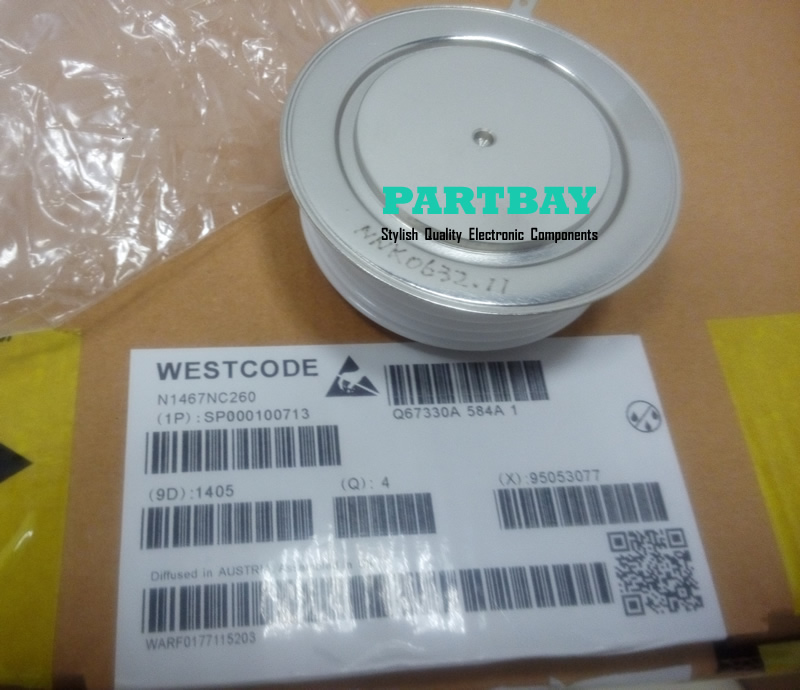 PARTBAY
Stylish Quality Electronic Components
NNK0632.11
WESTCODE
N1467NC260
(1P):SP000100713
Q67330A 584A 1
(9D):1405
(Q): 4
(X):95053077
Diffused in AUSTRIA
WARF0177115203